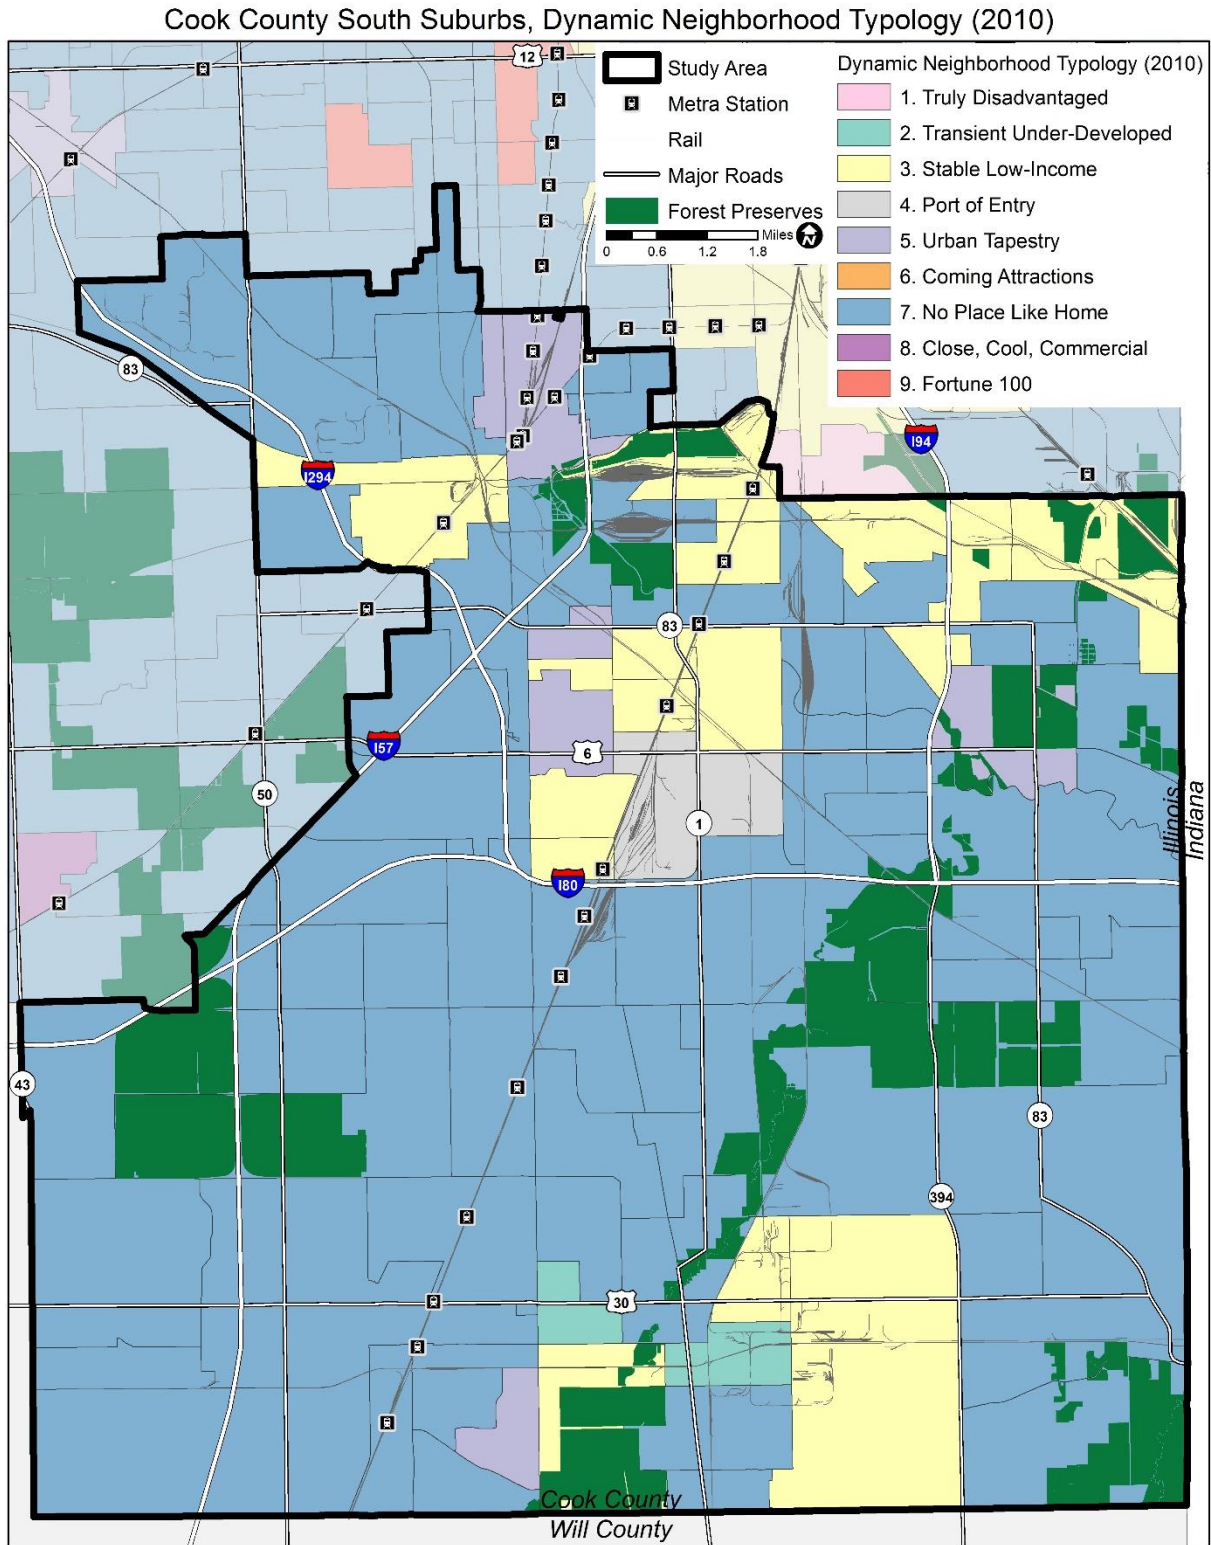 Cook County South Suburbs, Dynamic Neighborhood Typology (2010)
Study Area
Metra Station
Rail
Major Roads
Forest Preserves
Miles
N
0 0.6 1.2 1.8
Dynamic Neighborhood Typology (2010)
1. Truly Disadvantaged
2. Transient Under-Developed
3. Stable Low-Income
4. Port of Entry
5. Urban Tapestry
6. Coming Attractions
7. No Place Like Home
8. Close, Cool, Commercial
9. Fortune 100
12
83
I94
I294
83
I57
6
50
1
I80
Illinois
Indiana
43
83
394
30
Cook County
Will County